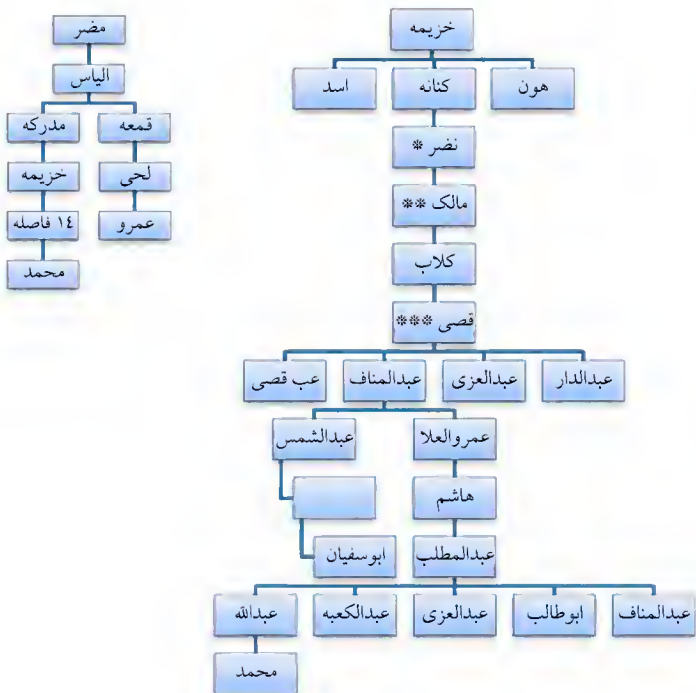 خزیمه
هون
کنانه
اسد
نضر *
مالک **
کلاب
قصی ***
عبدالدار
عبدالعزی
عبدالمناف
عب قصی
عمروالعلا
عبدالشمس
هاشم
عبدالمطلب
ابوسفیان
عبدالمناف
ابوطالب
عبدالعزی
عبدالکعبه
عبدالله
محمد
مضر
الیاس
قمعه
مدرکه
لحی
خزیمه
عمرو
١٤ فاصله
محمد